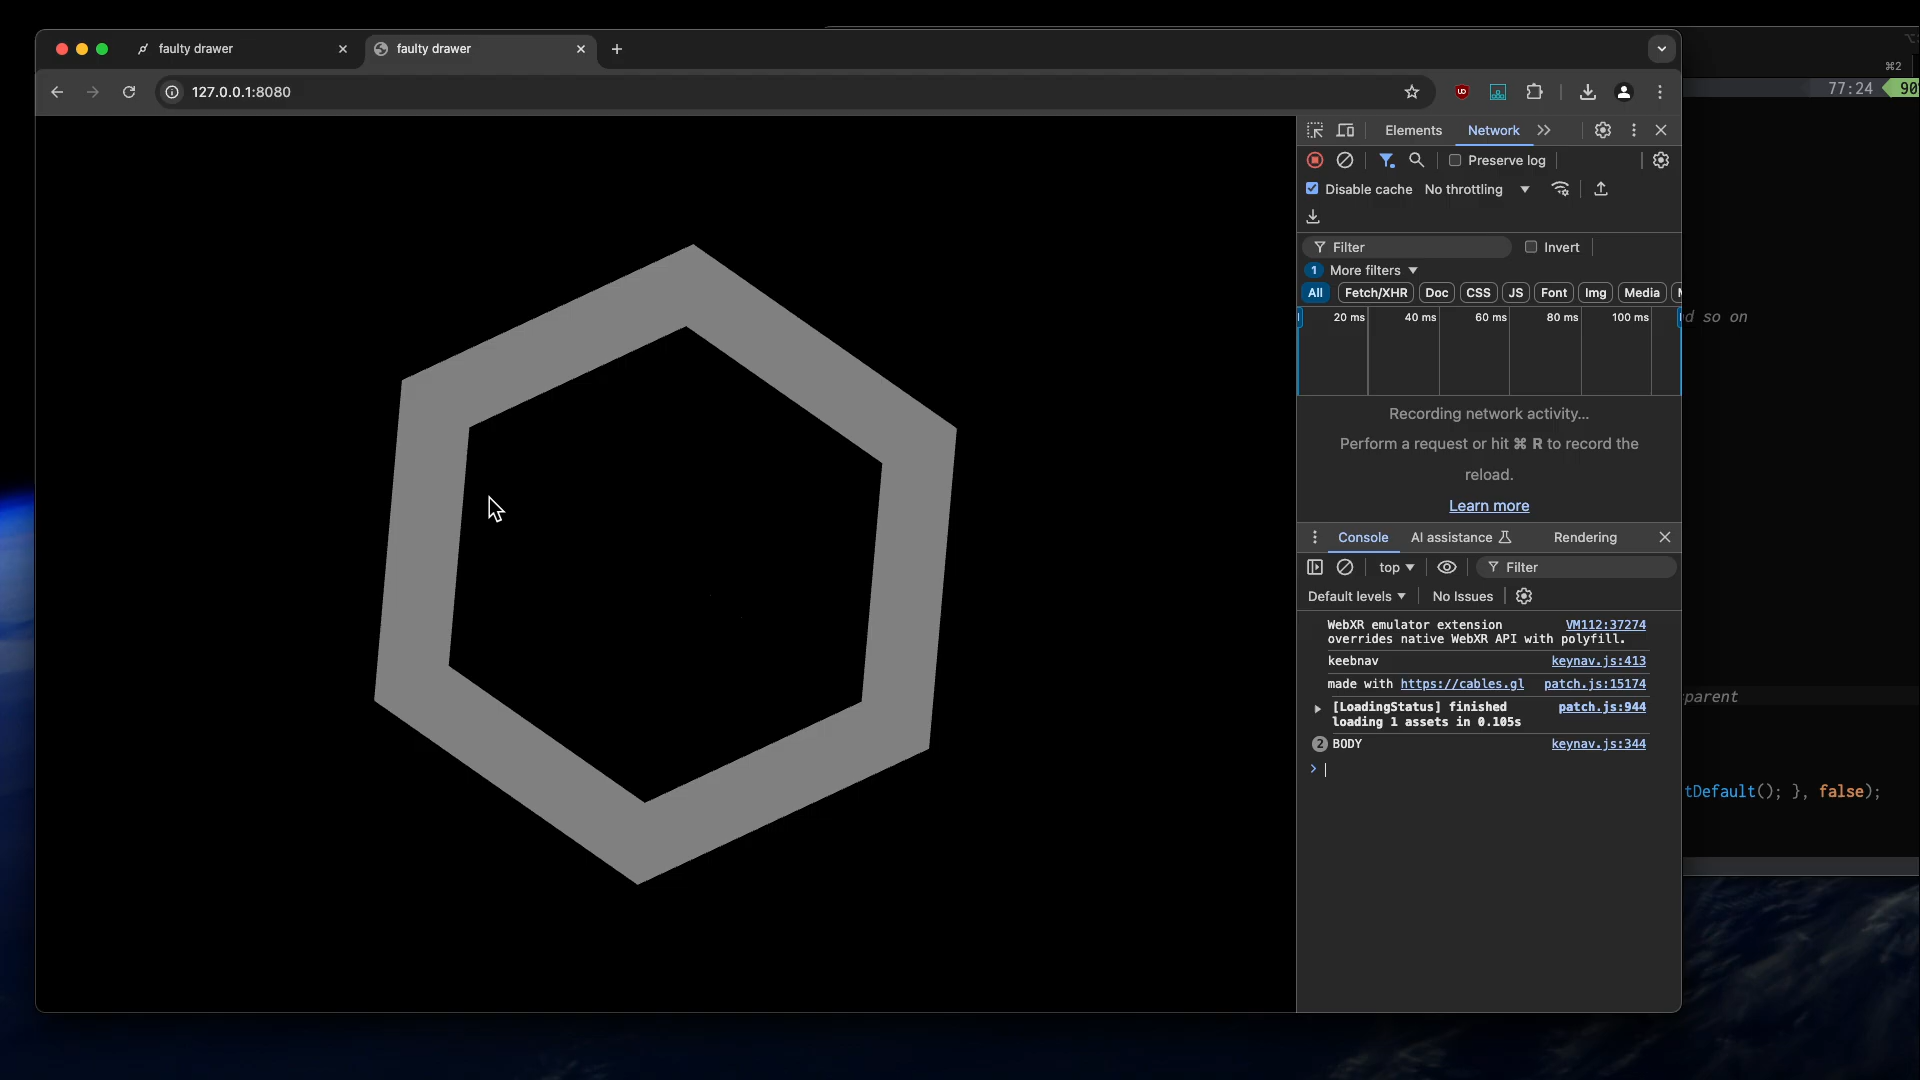 faulty drawer
faulty drawer
⌘2
127.0.0.1:8080
77:24
90
Elements
Network
Preserve log
Disable cache
No throttling
Filter
Invert
1
More filters
All
Fetch/XHR
Doc
CSS
JS
Font
Img
Media
20 ms
40 ms
60 ms
80 ms
100 ms
d so on
Recording network activity...
Perform a request or hit ⌘ R to record the
reload.
Learn more
Console
AI assistance
Rendering
top
Filter
Default levels
No Issues
WebXR emulator extension VM112:37274
overrides native WebXR API with polyfill.
keebnav keynav.js:413
made with https://cables.gl patch.js:15174
parent
[LoadingStatus] finished patch.js:944
loading 1 assets in 0.105s
2 BODY keynav.js:344
>
tDefault(); }, false);